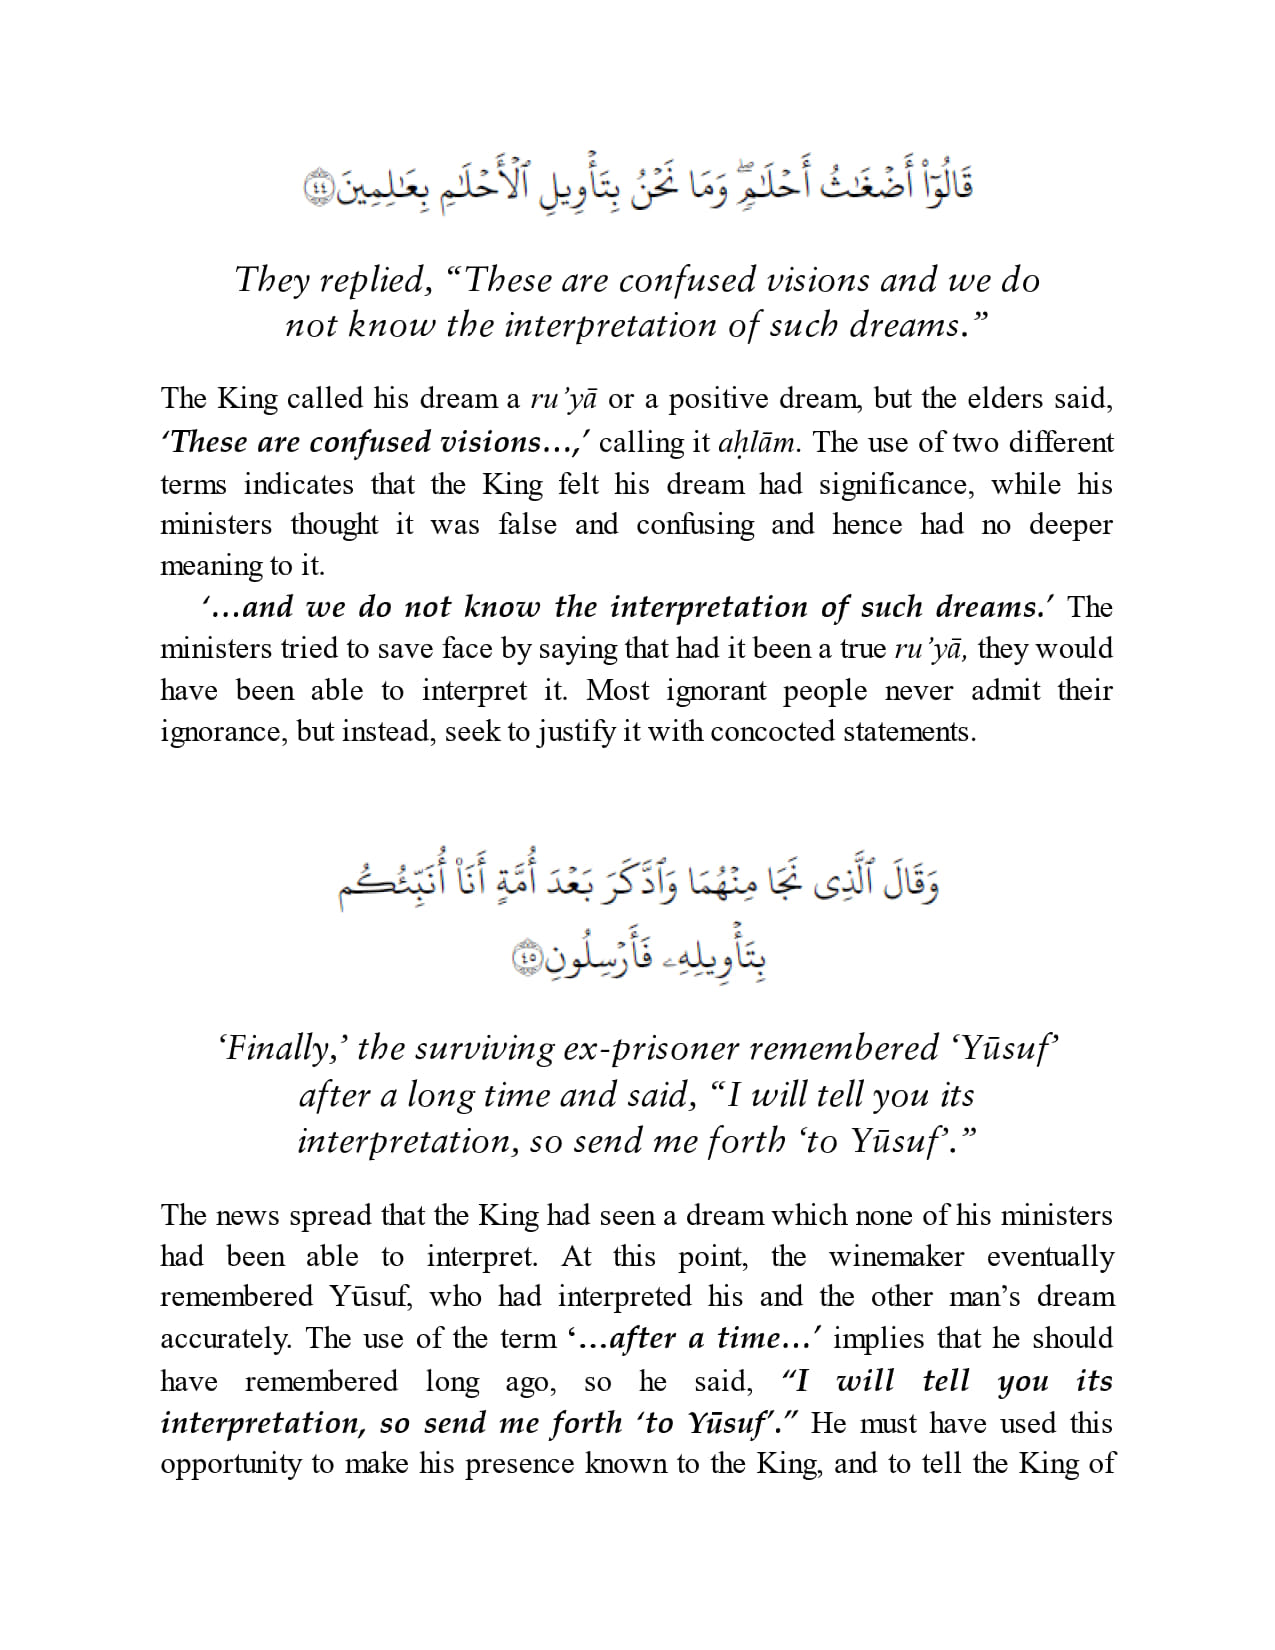 قَالُوٓا۟ أَضْغَـٰثُ أَحْلَـٰمٍۢ ۖ وَمَا نَحْنُ بِتَأْوِيلِ ٱلْأَحْلَـٰمِ بِعَـٰلِمِينَ ٤٤
They replied, “These are confused visions and we do
not know the interpretation of such dreams.”
The King called his dream a ru’yā or a positive dream, but the elders said,
‘These are confused visions…,’ calling it aḥlām. The use of two different
terms indicates that the King felt his dream had significance, while his
ministers thought it was false and confusing and hence had no deeper
meaning to it.
‘…and we do not know the interpretation of such dreams.’ The
ministers tried to save face by saying that had it been a true ru’yā, they would
have been able to interpret it. Most ignorant people never admit their
ignorance, but instead, seek to justify it with concocted statements.
وَقَالَ ٱلَّذِى نَجَا مِنْهُمَا وَٱدَّكَرَ بَعْدَ أُمَّةٍ أَنَا۠ أُنَبِّئُكُم
بِتَأْوِيلِهِۦ فَأَرْسِلُونِ ٤٥
‘Finally,’ the surviving ex-prisoner remembered ‘Yūsuf’
after a long time and said, “I will tell you its
interpretation, so send me forth ‘to Yūsuf’.”
The news spread that the King had seen a dream which none of his ministers
had been able to interpret. At this point, the winemaker eventually
remembered Yūsuf, who had interpreted his and the other man’s dream
accurately. The use of the term ‘…after a time…’ implies that he should
have remembered long ago, so he said, “I will tell you its
interpretation, so send me forth ‘to Yūsuf’.” He must have used this
opportunity to make his presence known to the King, and to tell the King of